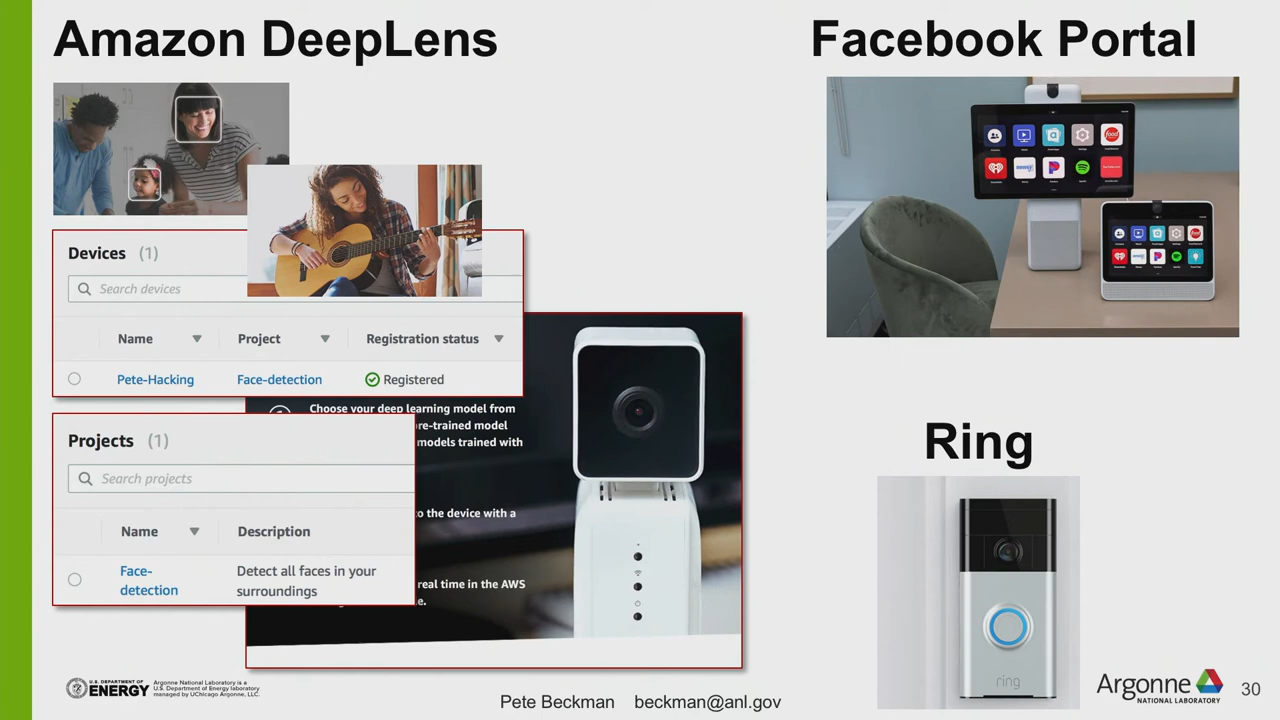 Amazon DeepLens
Facebook Portal
Devices (1)
Search devices
Name Project Registration status
Pete-Hacking Face-detection Registered
Choose your deep learning model from
pre-trained model
models trained with
to the device with a
real time in the AWS
Projects (1)
Search projects
Name Description
Face-
detection
Detect all faces in your
surroundings
Ring
ring
U.S. DEPARTMENT OF
ENERGY
Argonne National Laboratory is a
U.S. Department of Energy laboratory
managed by UChicago Argonne, LLC.
Pete Beckman beckman@anl.gov
Argonne
NATIONAL LABORATORY
30